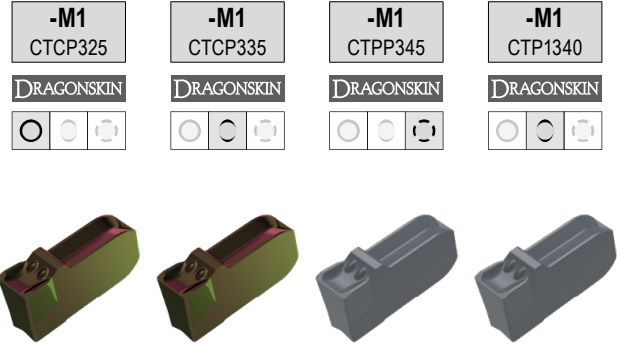 -M1
CTCP325
DRAGONSKIN
-M1
CTCP335
DRAGONSKIN
-M1
CTPP345
DRAGONSKIN
-M1
CTP1340
DRAGONSKIN